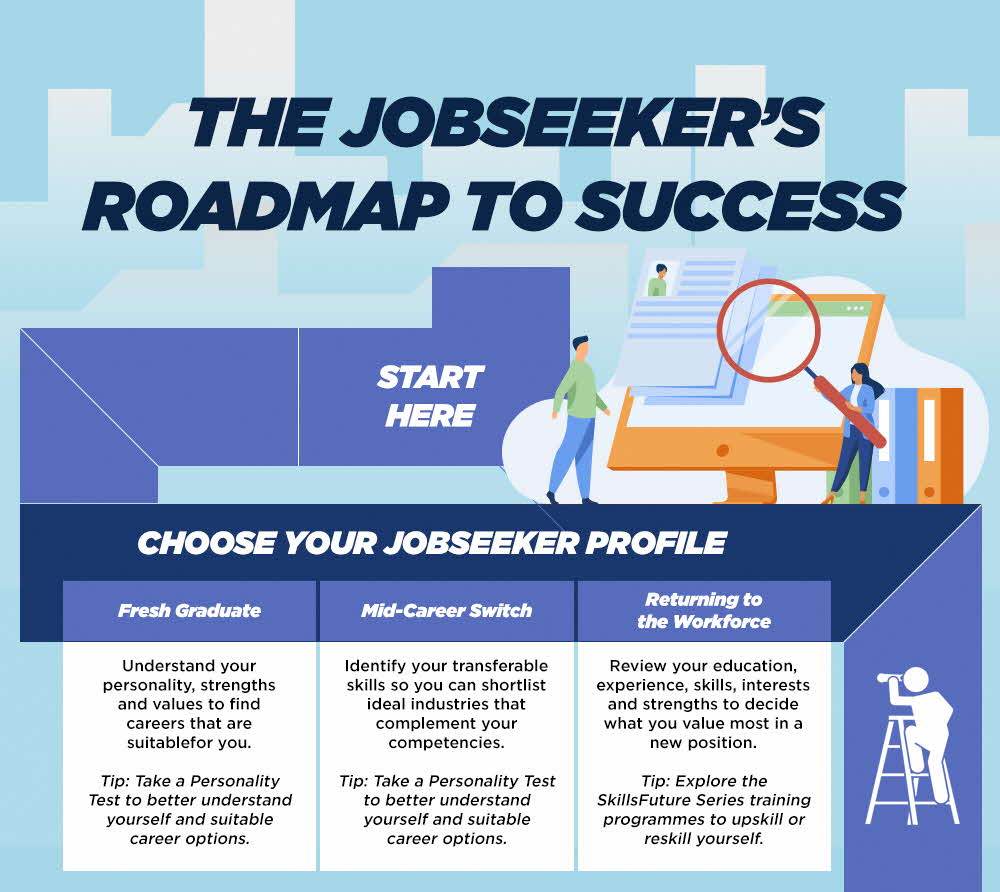 THE JOBSEEKER'S
ROADMAP TO SUCCESS
START
HERE
CHOOSE YOUR JOBSEEKER PROFILE
Fresh Graduate
Understand your
personality, strengths
and values to find
careers that are
suitablefor you.
Tip: Take a Personality
Test to better understand
yourself and suitable
career options.
Mid-Career Switch
Identify your transferable
skills so you can shortlist
ideal industries that
complement your
competencies.
Tip: Take a Personality Test
to better understand
yourself and suitable
career options.
Returning to
the Workforce
Review your education,
experience, skills, interests
and strengths to decide
what you value most in a
new position.
Tip: Explore the
SkillsFuture Series training
programmes to upskill or
reskill yourself.